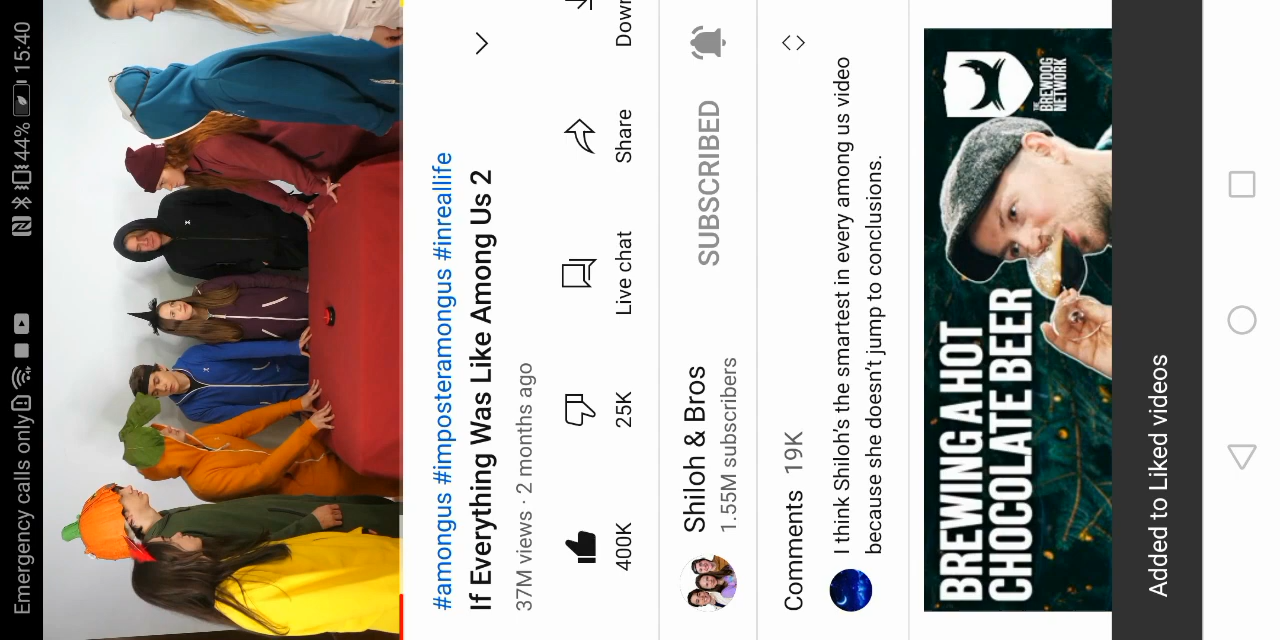 Emergency calls only 44% 15:40
#amongus #imposteramongus #inreallife
If Everything Was Like Among Us 2
37M views · 2 months ago
400K 25K Live chat Share Down
Shiloh & Bros
1.55M subscribers
SUBSCRIBED
Comments 19K
I think Shiloh's the smartest in every among us video
because she doesn't jump to conclusions.
BREWING A HOT
CHOCOLATE BEER
THE
BREWDOG
NETWORK
Added to Liked videos